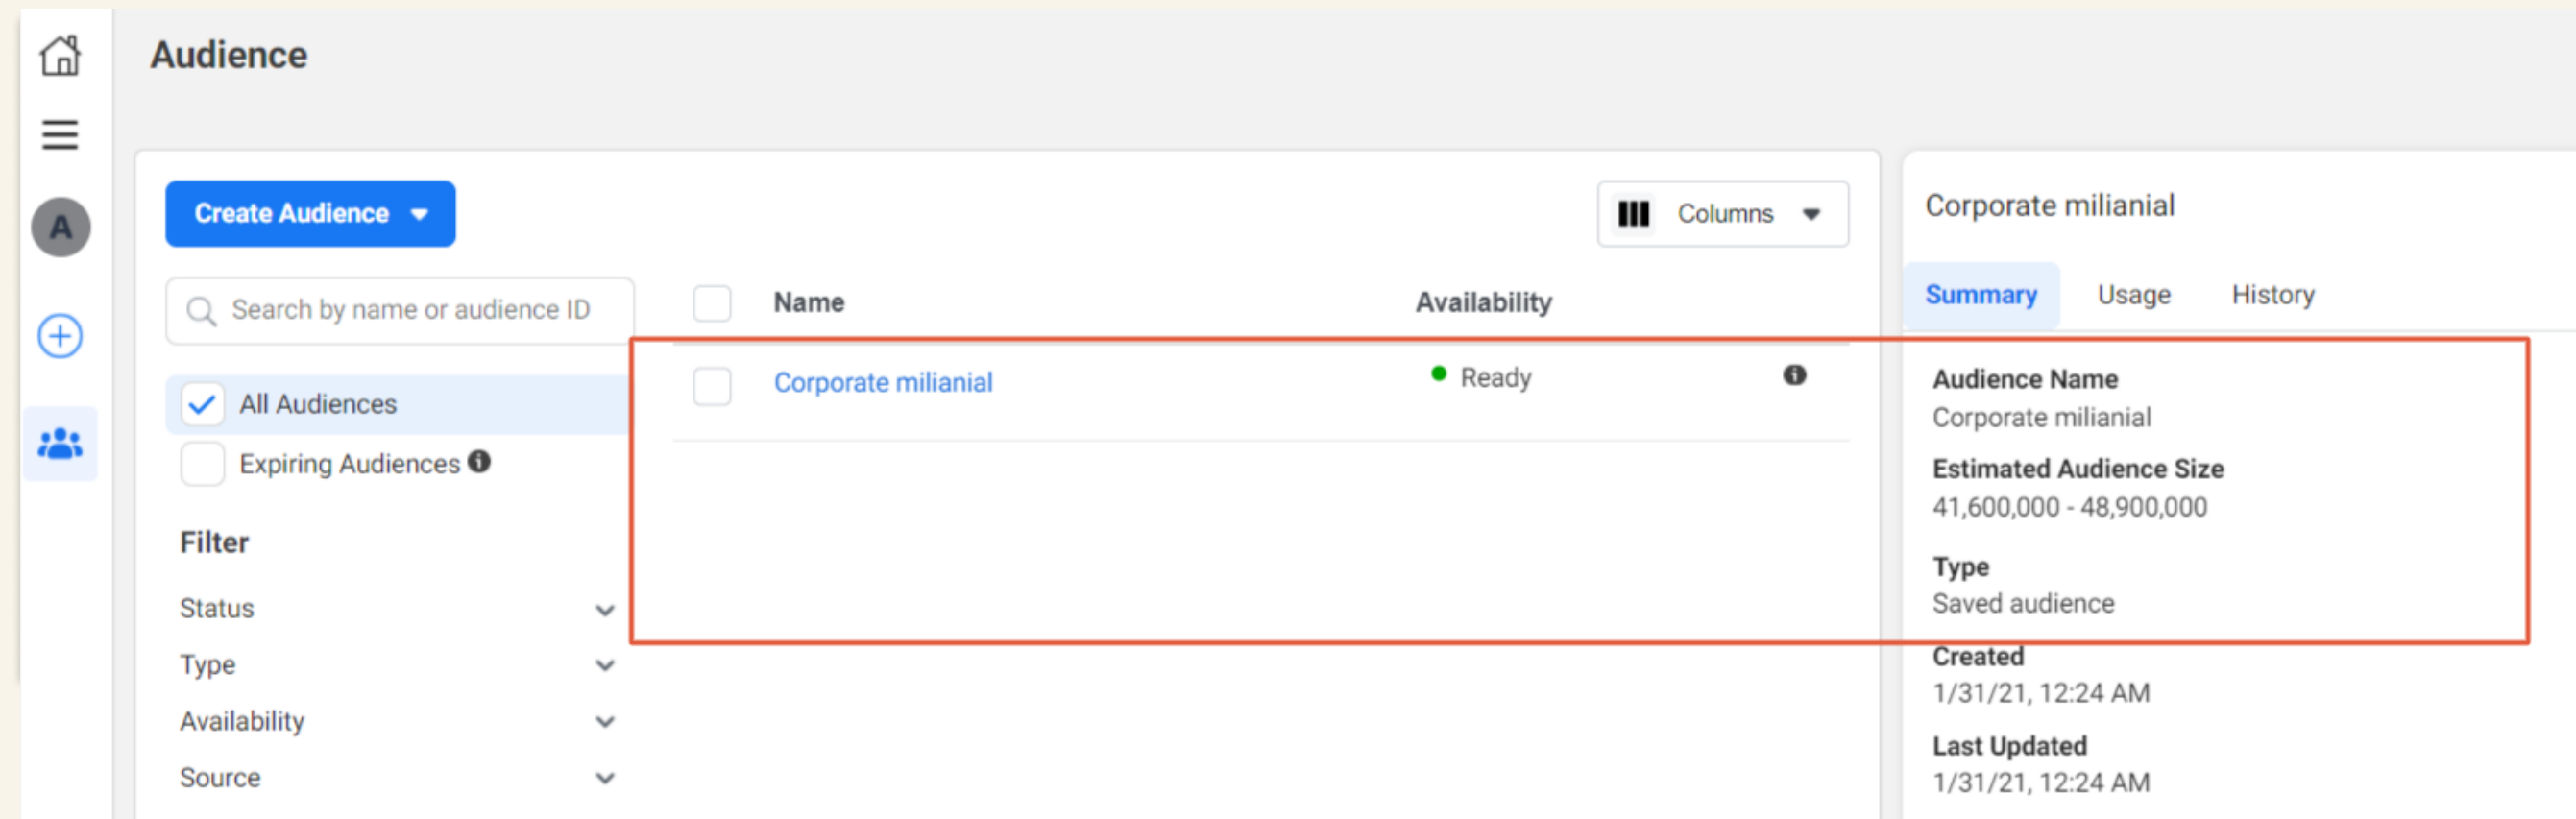 Audience
A
Create Audience
Columns
Search by name or audience ID
Name
Availability
All Audiences
Corporate milianial
Ready
Expiring Audiences
Filter
Status
Type
Availability
Source
Corporate milianial
Summary
Usage
History
Audience Name
Corporate milianial
Estimated Audience Size
41,600,000 - 48,900,000
Type
Saved audience
Created
1/31/21, 12:24 AM
Last Updated
1/31/21, 12:24 AM